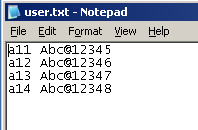 user.txt - Notepad
File Edit Format View Help
a11 Abc@12345
a12 Abc@12346
a13 Abc@12347
a14 Abc@12348